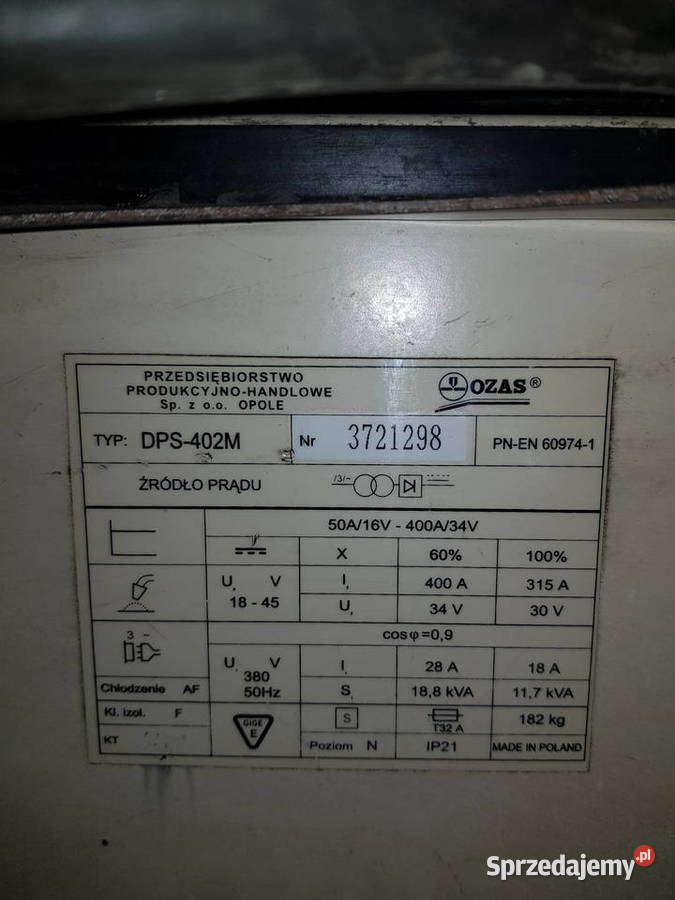 PRZEDSIĘBIORSTWO
PRODUKCYJNO-HANDLOWE
Sp. z o.o. OPOLE
OZAS®
TYP: DPS-402M Nr 3721298 PN-EN 60974-1
ŹRÓDŁO PRĄDU /3/~
50A/16V - 400A/34V
X 60% 100%
U, V I, 400 A 315 A
18 - 45 U, 34 V 30 V
3 ~ cosφ=0,9
U, V I, 28 A 18 A
380
50Hz S, 18,8 kVA 11,7 kVA
Chłodzenie AF
Kl. izol. F GIGE E S T32 A 182 kg
KT Poziom N IP21 MADE IN POLAND
Sprzedajemy.pl